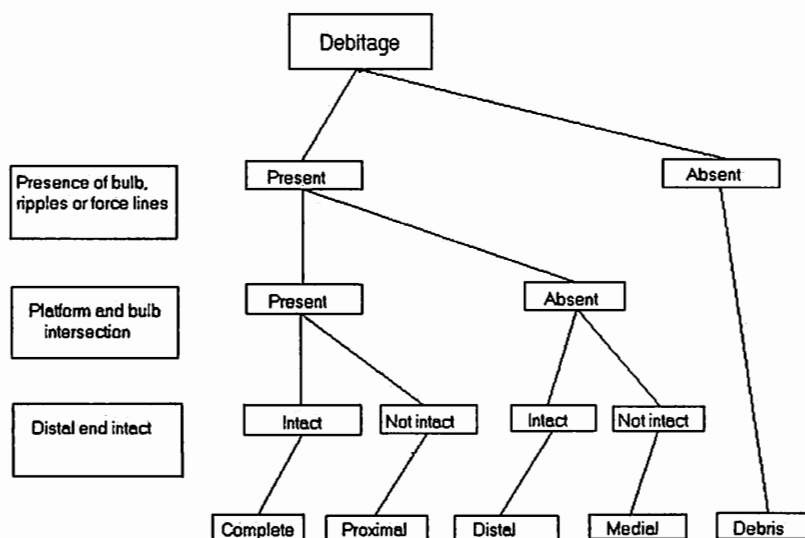 Debitage
Presence of bulb,
ripples or force lines
Present
Absent
Platform and bulb
intersection
Present
Absent
Distal end intact
Intact
Not intact
Intact
Not intact
Complete
Proximal
Distal
Medial
Debris